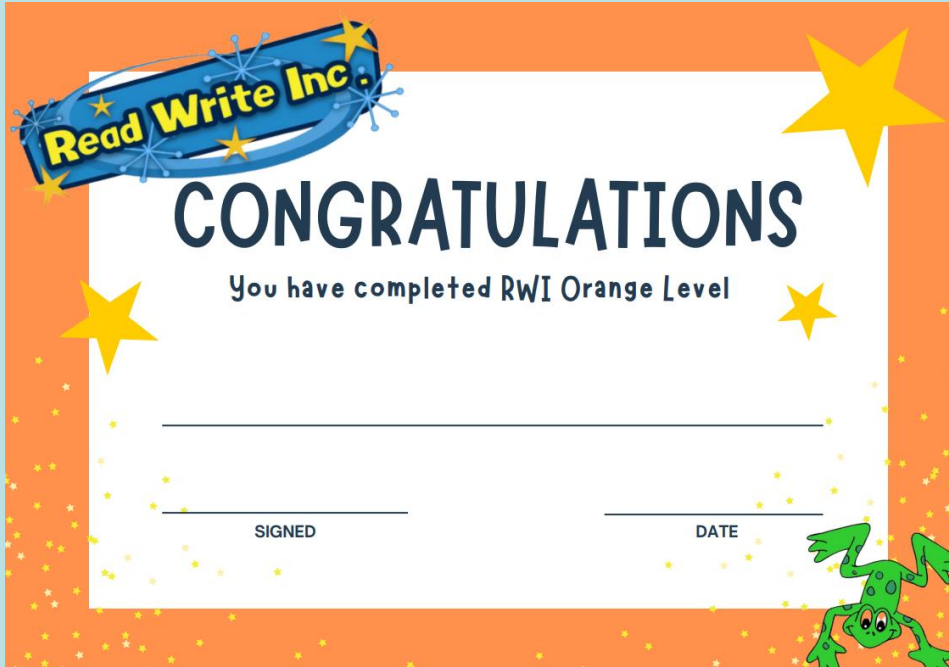 Read Write Inc.
CONGRATULATIONS
You have completed RWI Orange Level
SIGNED
DATE